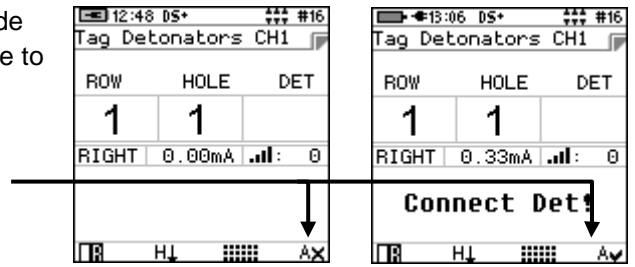 de
e to
12:48 DS+ #16
Tag Detonators CH1
ROW HOLE DET
1 1
RIGHT 0.00mA : 0
R H↓ A✗
13:06 DS+ #16
Tag Detonators CH1
ROW HOLE DET
1 1
RIGHT 0.33mA : 0
Connect Det!
R H↓ A✓